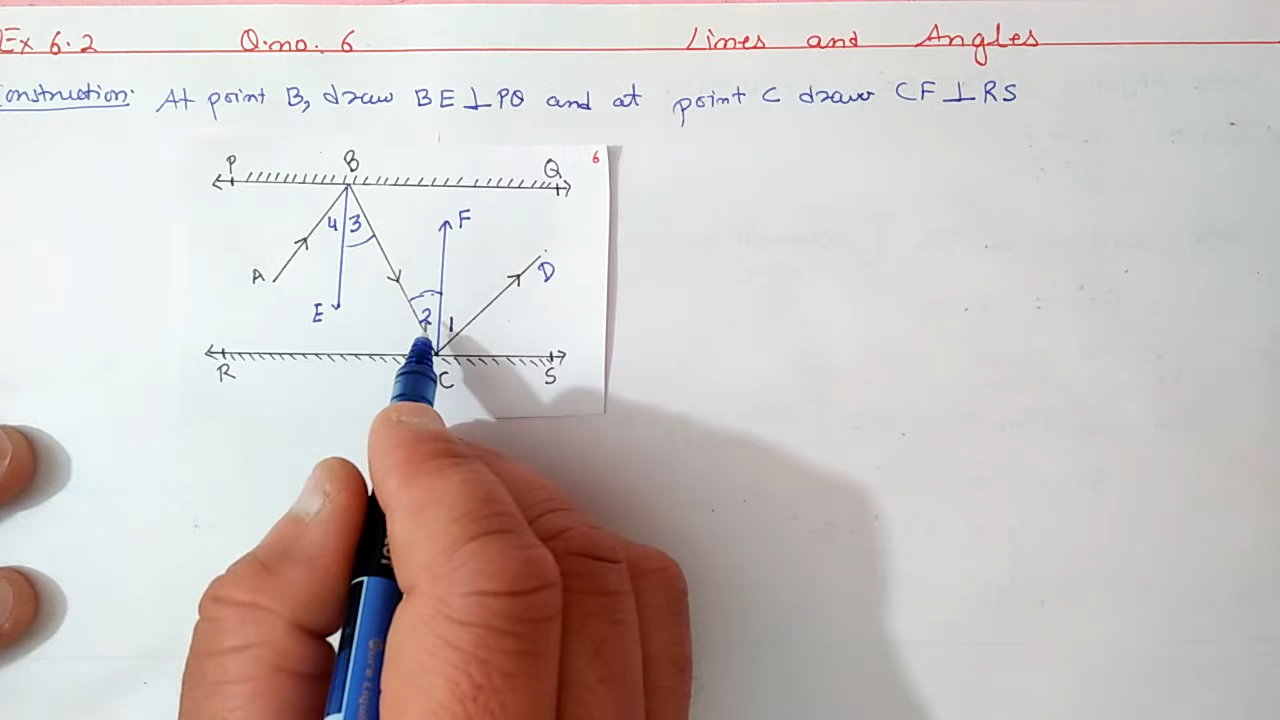 Ex 6.2 Q.no. 6 Lines and Angles
onstruction: At point B, draw BE⊥PQ and at point C draw CF⊥RS
6
P B Q
4 3 F
A D
E 2 1
R C S